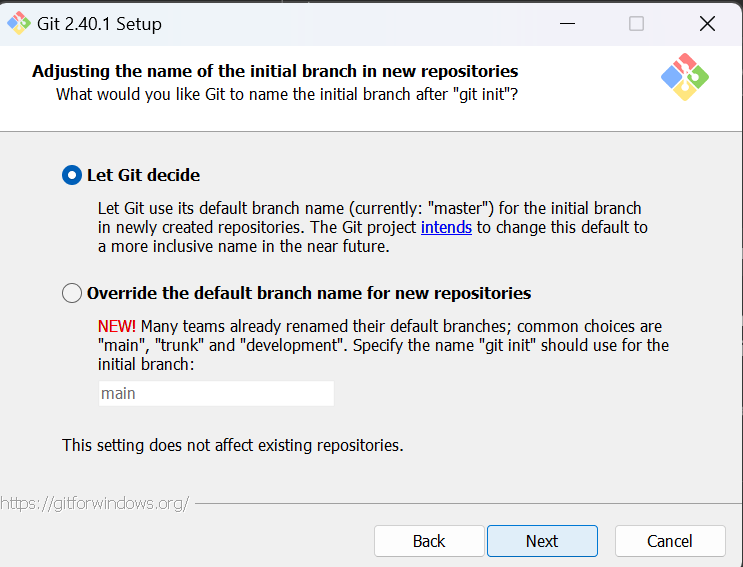 Git 2.40.1 Setup
Adjusting the name of the initial branch in new repositories
What would you like Git to name the initial branch after "git init"?
Let Git decide
Let Git use its default branch name (currently: "master") for the initial branch
in newly created repositories. The Git project intends to change this default to
a more inclusive name in the near future.
Override the default branch name for new repositories
NEW! Many teams already renamed their default branches; common choices are
"main", "trunk" and "development". Specify the name "git init" should use for the
initial branch:
main
This setting does not affect existing repositories.
https://gitforwindows.org/
Back Next Cancel